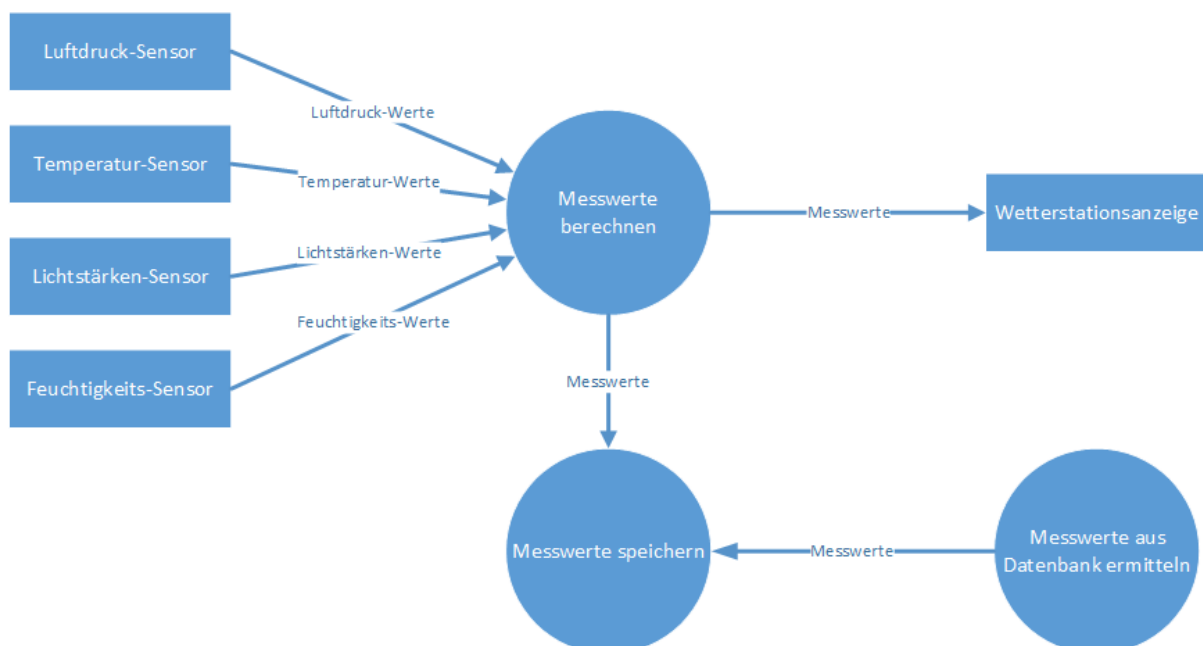 Luftdruck-Sensor
Luftdruck-Werte
Temperatur-Sensor
Temperatur-Werte
Messwerte
berechnen
Messwerte
Wetterstationsanzeige
Lichtstärken-Werte
Lichtstärken-Sensor
Feuchtigkeits-Werte
Feuchtigkeits-Sensor
Messwerte
Messwerte speichern
Messwerte
Messwerte aus
Datenbank ermitteln